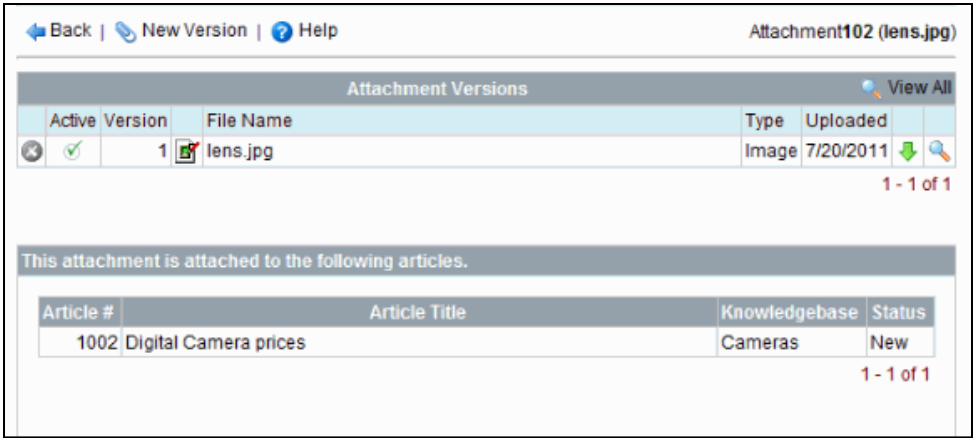 Back | New Version | Help Attachment102 (lens.jpg)
Attachment Versions View All
Active Version File Name Type Uploaded
1 lens.jpg Image 7/20/2011
1 - 1 of 1
This attachment is attached to the following articles.
Article # Article Title Knowledgebase Status
1002 Digital Camera prices Cameras New
1 - 1 of 1